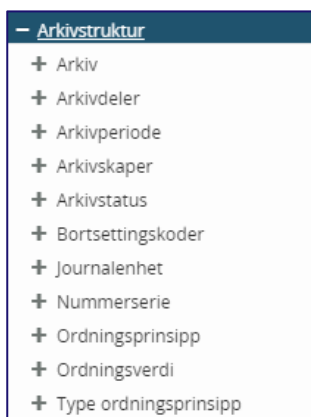 Arkivstruktur
Arkiv
Arkivdeler
Arkivperiode
Arkivskaper
Arkivstatus
Bortsettingskoder
Journalenhet
Nummerserie
Ordningsprinsipp
Ordningsverdi
Type ordningsprinsipp